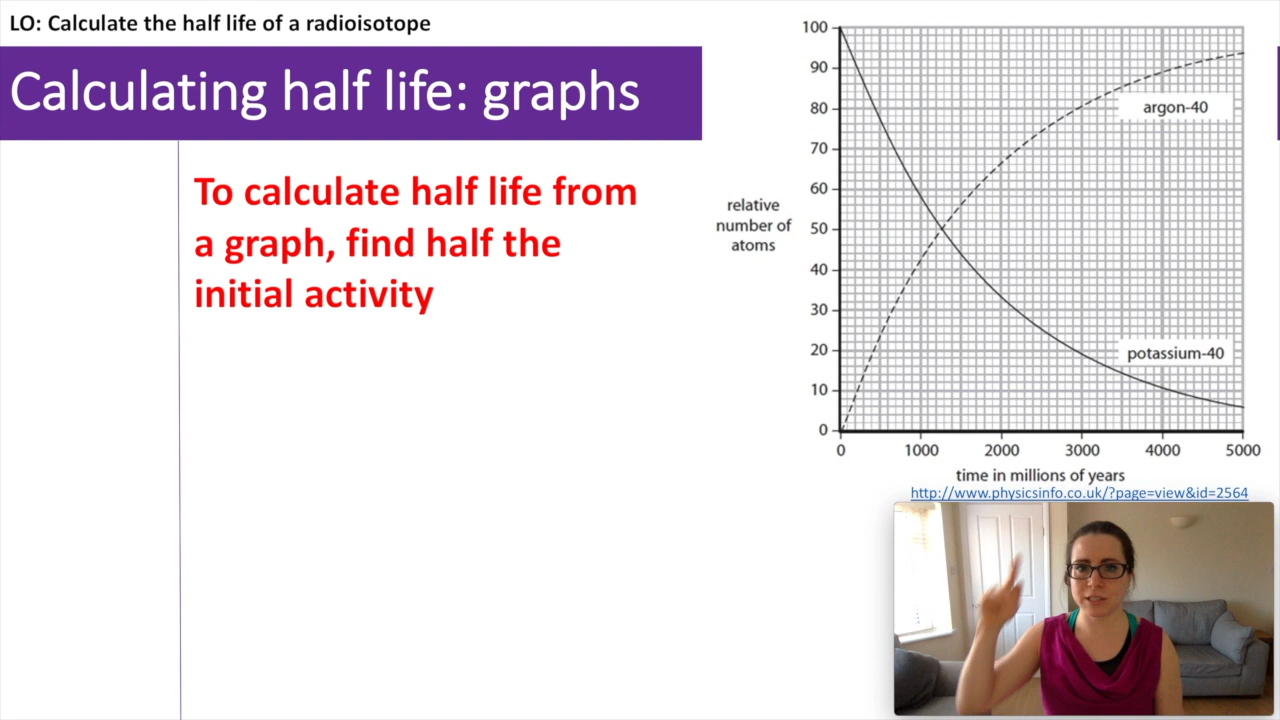 LO: Calculate the half life of a radioisotope
Calculating half life: graphs
To calculate half life from
a graph, find half the
initial activity
100
90
80
70
60
50
40
30
20
10
0
relative
number of
atoms
argon-40
potassium-40
0 1000 2000 3000 4000 5000
time in millions of years
http://www.physicsinfo.co.uk/?page=view&id=2564